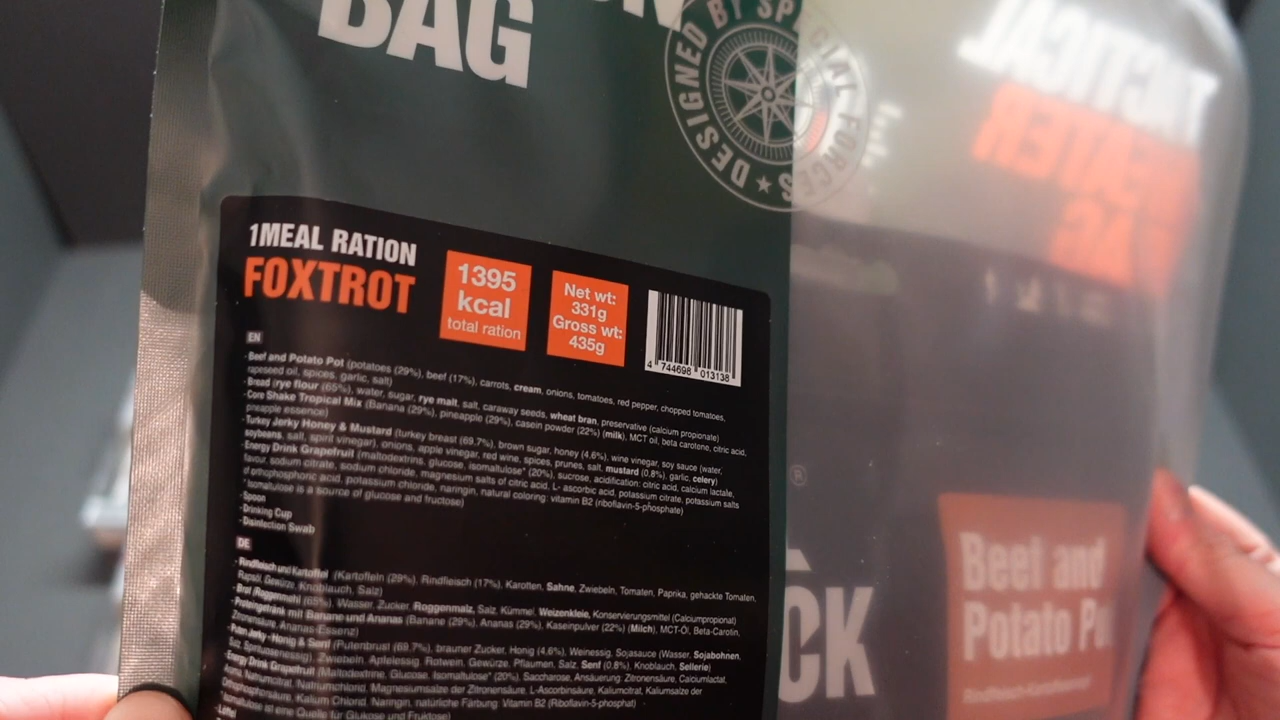 BAG
DESIGNED BY SPECIAL FORCES ★
TACTICAL
HEATER
BAG
1MEAL RATION
FOXTROT
1395
kcal
total ration
Net wt:
331g
Gross wt:
435g
4 744698 013138
EN
·Beef and Potato Pot (potatoes (29%), beef (17%), carrots, cream, onions, tomatoes, red pepper, chopped tomatoes,
rapeseed oil, spices, garlic, salt)
·Bread (rye flour (65%), water, sugar, rye malt, salt, caraway seeds, wheat bran, preservative (calcium propionate)
·Core Shake Tropical Mix (Banana (29%), pineapple (29%), casein powder (22%) (milk), MCT oil, beta carotene, citric acid,
pineapple essence)
·Turkey Jerky Honey & Mustard (turkey breast (69.7%), brown sugar, honey (4,6%), wine vinegar, soy sauce (water,
soybeans, salt, spirit vinegar), onions, apple vinegar, red wine, spices, prunes, salt, mustard (0,8%), garlic, celery)
·Energy Drink Grapefruit (maltodextrine, glucose, isomaltulose* (20%), sucrose, acidification: citric acid, calcium lactate,
flavour, sodium citrate, sodium chloride, magnesium salts of citric acid, L- ascorbic acid, potassium citrate, potassium salts
of orthophosphoric acid, potassium chloride, naringin, natural coloring: vitamin B2 (riboflavin-5-phosphate)
*Isomaltulose is a source of glucose and fructose)
·Spoon
·Drinking Cup
·Disinfection Swab
DE
·Rindfleisch und Kartoffel (Kartoffeln (29%), Rindfleisch (17%), Karotten, Sahne, Zwiebeln, Tomaten, Paprika, gehackte Tomaten,
Rapsöl, Gewürze, Knoblauch, Salz)
·Brot (Roggenmehl (65%), Wasser, Zucker, Roggenmalz, Salz, Kümmel, Weizenkleie, Konservierungsmittel (Calciumpropionat)
·Proteingetränk mit Banane und Ananas (Banane (29%), Ananas (29%), Kaseinpulver (22%) (Milch), MCT-Öl, Beta-Carotin,
Zitronensäure, Ananas-Essenz)
·Puten Jerky - Honig & Senf (Putenbrust (69.7%), brauner Zucker, Honig (4,6%), Weinessig, Sojasauce (Wasser, Sojabohnen,
Salz, Spirituseinessig), Zwiebeln, Apfelessig, Rotwein, Gewürze, Pflaumen, Salz, Senf (0,8%), Knoblauch, Sellerie)
·Energy Drink Grapefruit (Maltodextrine, Glucose, Isomaltulose* (20%), Saccharose, Ansäuerung: Zitronensäure, Calciumlactat,
Aroma, Natriumcitrat, Natriumchlorid, Magnesiumsalze der Zitronensäure, L-Ascorbinsäure, Kaliumcitrat, Kaliumsalze der
Orthophosphorsäure, Kalium Chlorid, Naringin, natürliche Färbung: Vitamin B2 (Riboflavin-5-phosphat)
*Isomaltulose ist eine Quelle für Glukose und Fruktose)
·Löffel
®
CK
Beef and
Potato Po